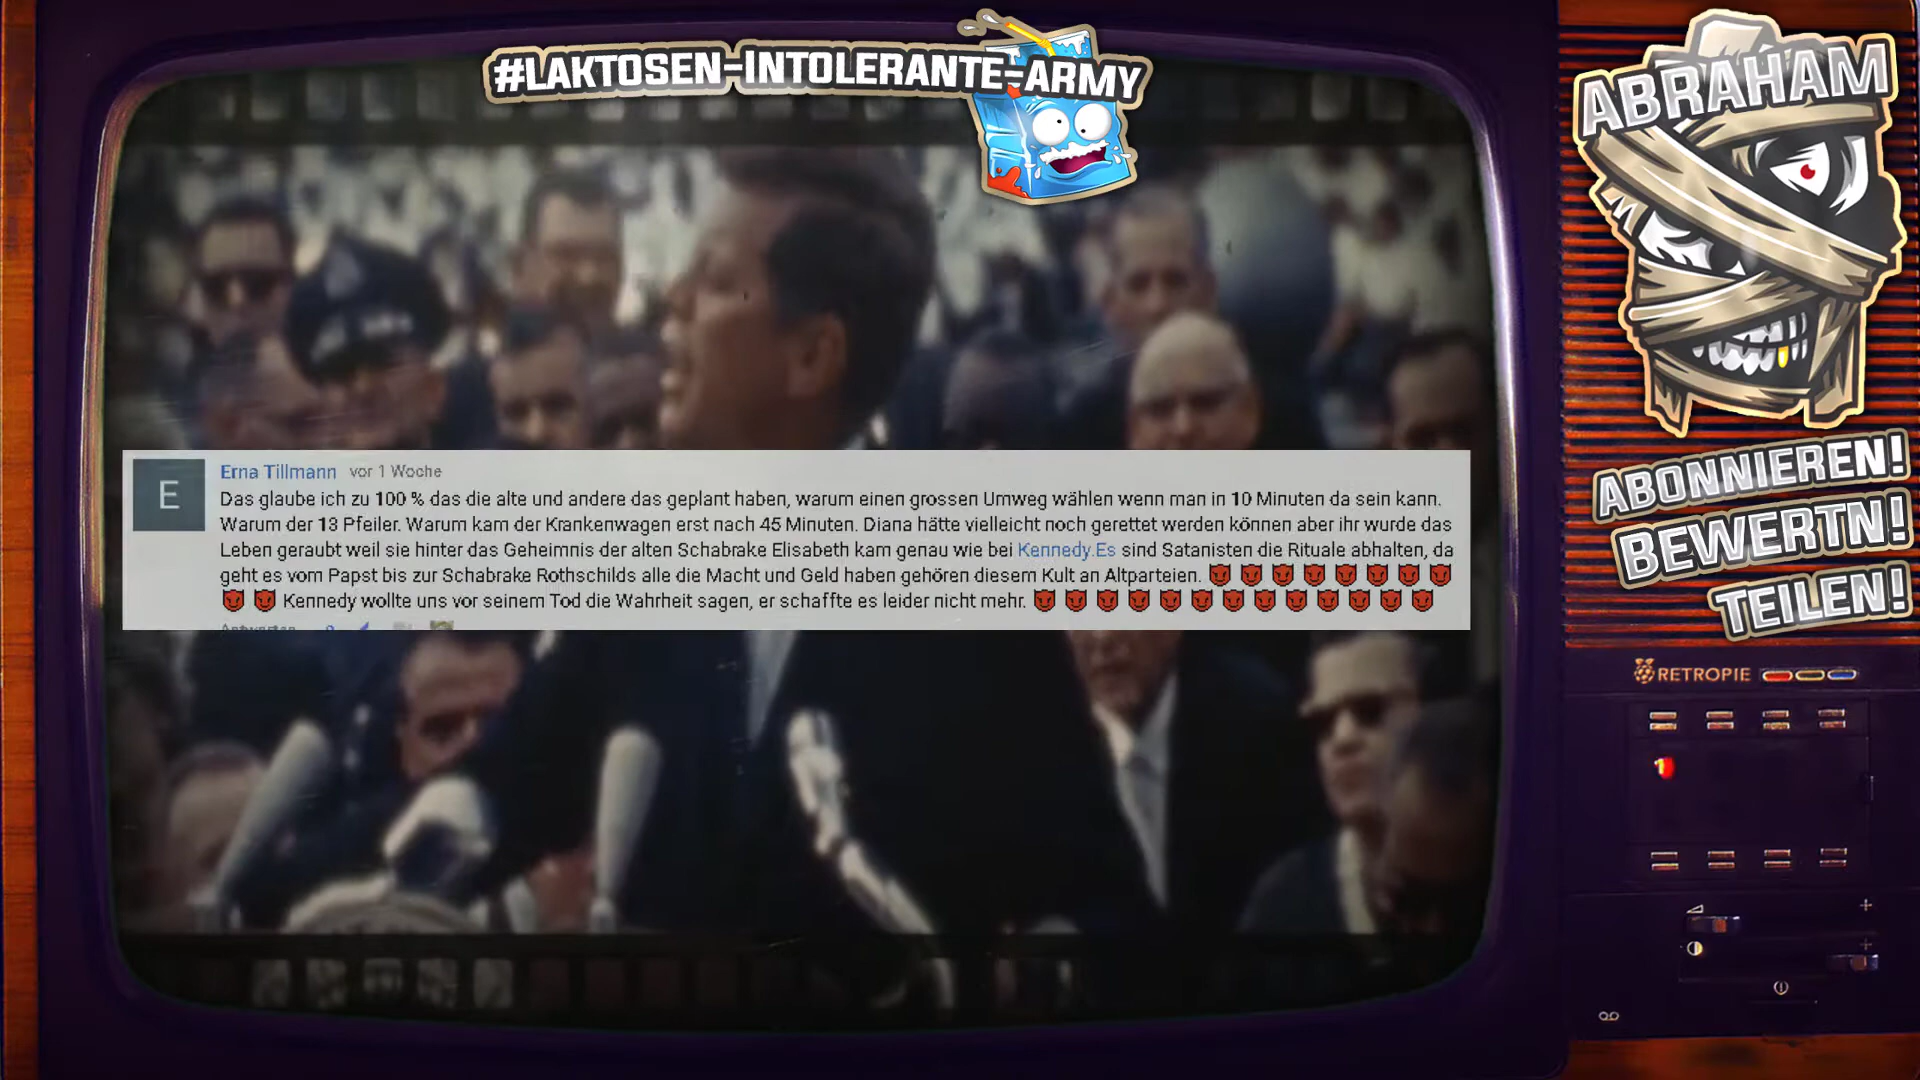 #LAKTOSEN-INTOLERANTE-ARMY
ABRAHAM
E
Erna Tillmann vor 1 Woche
Das glaube ich zu 100 % das die alte und andere das geplant haben, warum einen grossen Umweg wählen wenn man in 10 Minuten da sein kann.
Warum der 13 Pfeiler. Warum kam der Krankenwagen erst nach 45 Minuten. Diana hätte vielleicht noch gerettet werden können aber ihr wurde das
Leben geraubt weil sie hinter das Geheimnis der alten Schabrake Elisabeth kam genau wie bei Kennedy.Es sind Satanisten die Rituale abhalten, da
geht es vom Papst bis zur Schabrake Rothschilds alle die Macht und Geld haben gehören diesem Kult an Altparteien. 👿 👿 👿 👿 👿 👿 👿 👿
👿 👿 Kennedy wollte uns vor seinem Tod die Wahrheit sagen, er schaffte es leider nicht mehr. 👿 👿 👿 👿 👿 👿 👿 👿 👿 👿 👿 👿 👿
ABONNIEREN!
BEWERTN!
TEILEN!
RETROPIE